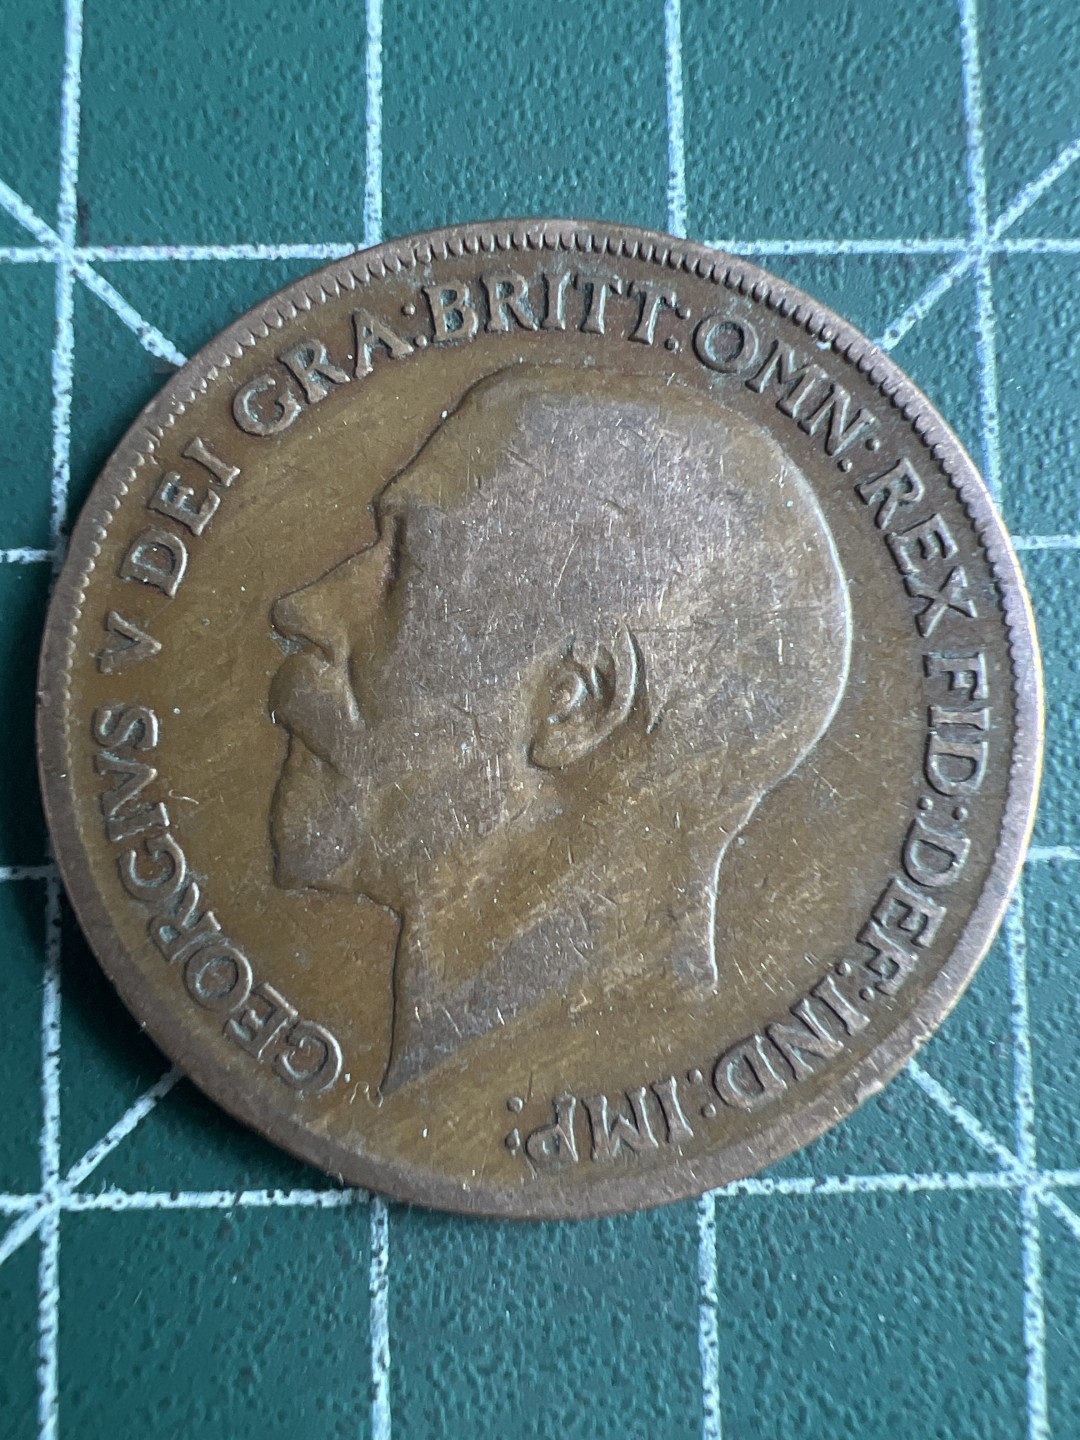 GEORGIVS V DEI GRA:BRITT:OMN:REX FID:DEF:IND:IMP: